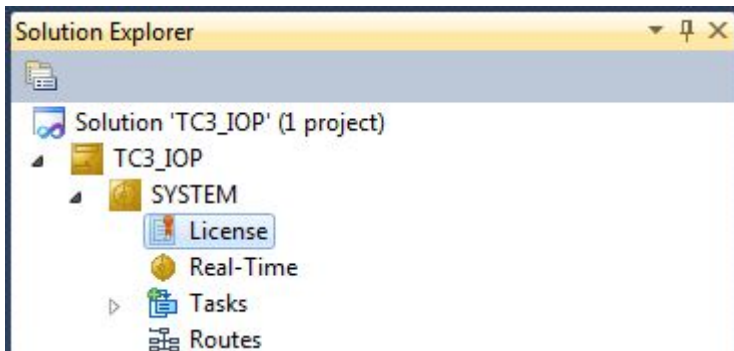 Solution Explorer
Solution 'TC3_IOP' (1 project)
TC3_IOP
SYSTEM
License
Real-Time
Tasks
Routes